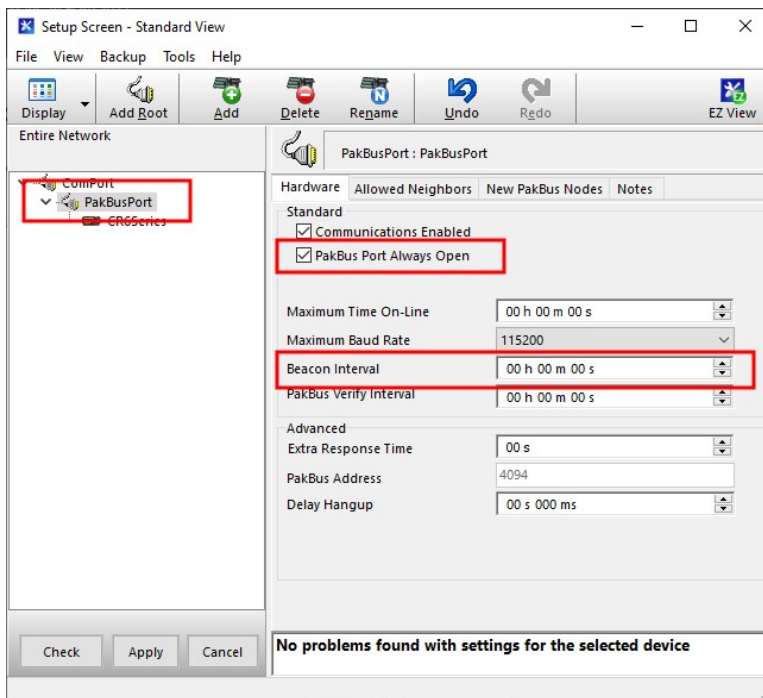 Setup Screen - Standard View
File View Backup Tools Help
Display Add Root Add Delete Rename Undo Redo EZ View
Entire Network
ComPort
PakBusPort
CR6Series
PakBusPort : PakBusPort
Hardware Allowed Neighbors New PakBus Nodes Notes
Standard
Communications Enabled
PakBus Port Always Open
Maximum Time On-Line 00 h 00 m 00 s
Maximum Baud Rate 115200
Beacon Interval 00 h 00 m 00 s
PakBus Verify Interval 00 h 00 m 00 s
Advanced
Extra Response Time 00 s
PakBus Address 4094
Delay Hangup 00 s 000 ms
Check Apply Cancel
No problems found with settings for the selected device